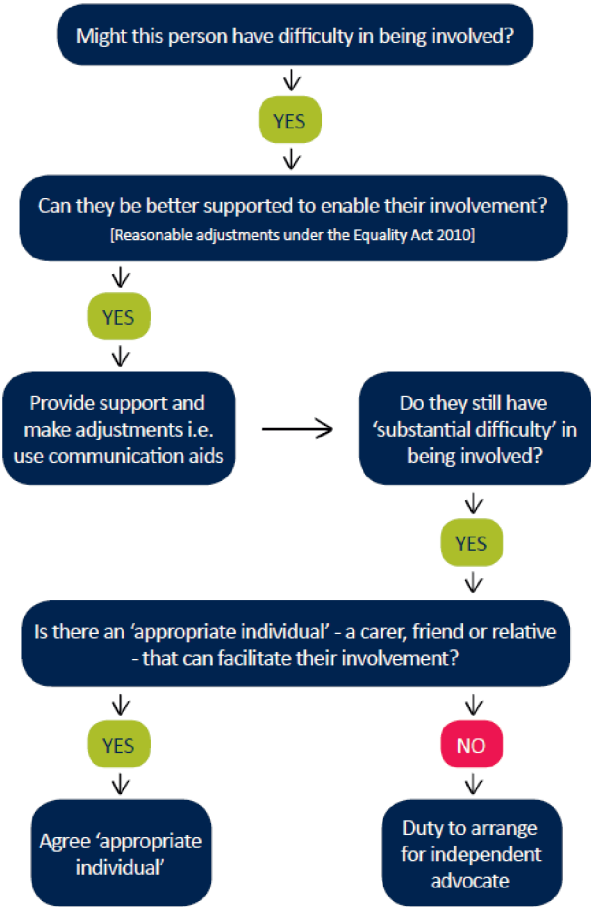 Might this person have difficulty in being involved?
YES
Can they be better supported to enable their involvement?
[Reasonable adjustments under the Equality Act 2010]
YES
Provide support and
make adjustments i.e.
use communication aids
Do they still have
‘substantial difficulty’ in
being involved?
YES
Is there an ‘appropriate individual’ - a carer, friend or relative
- that can facilitate their involvement?
YES
NO
Agree ‘appropriate
individual’
Duty to arrange
for independent
advocate